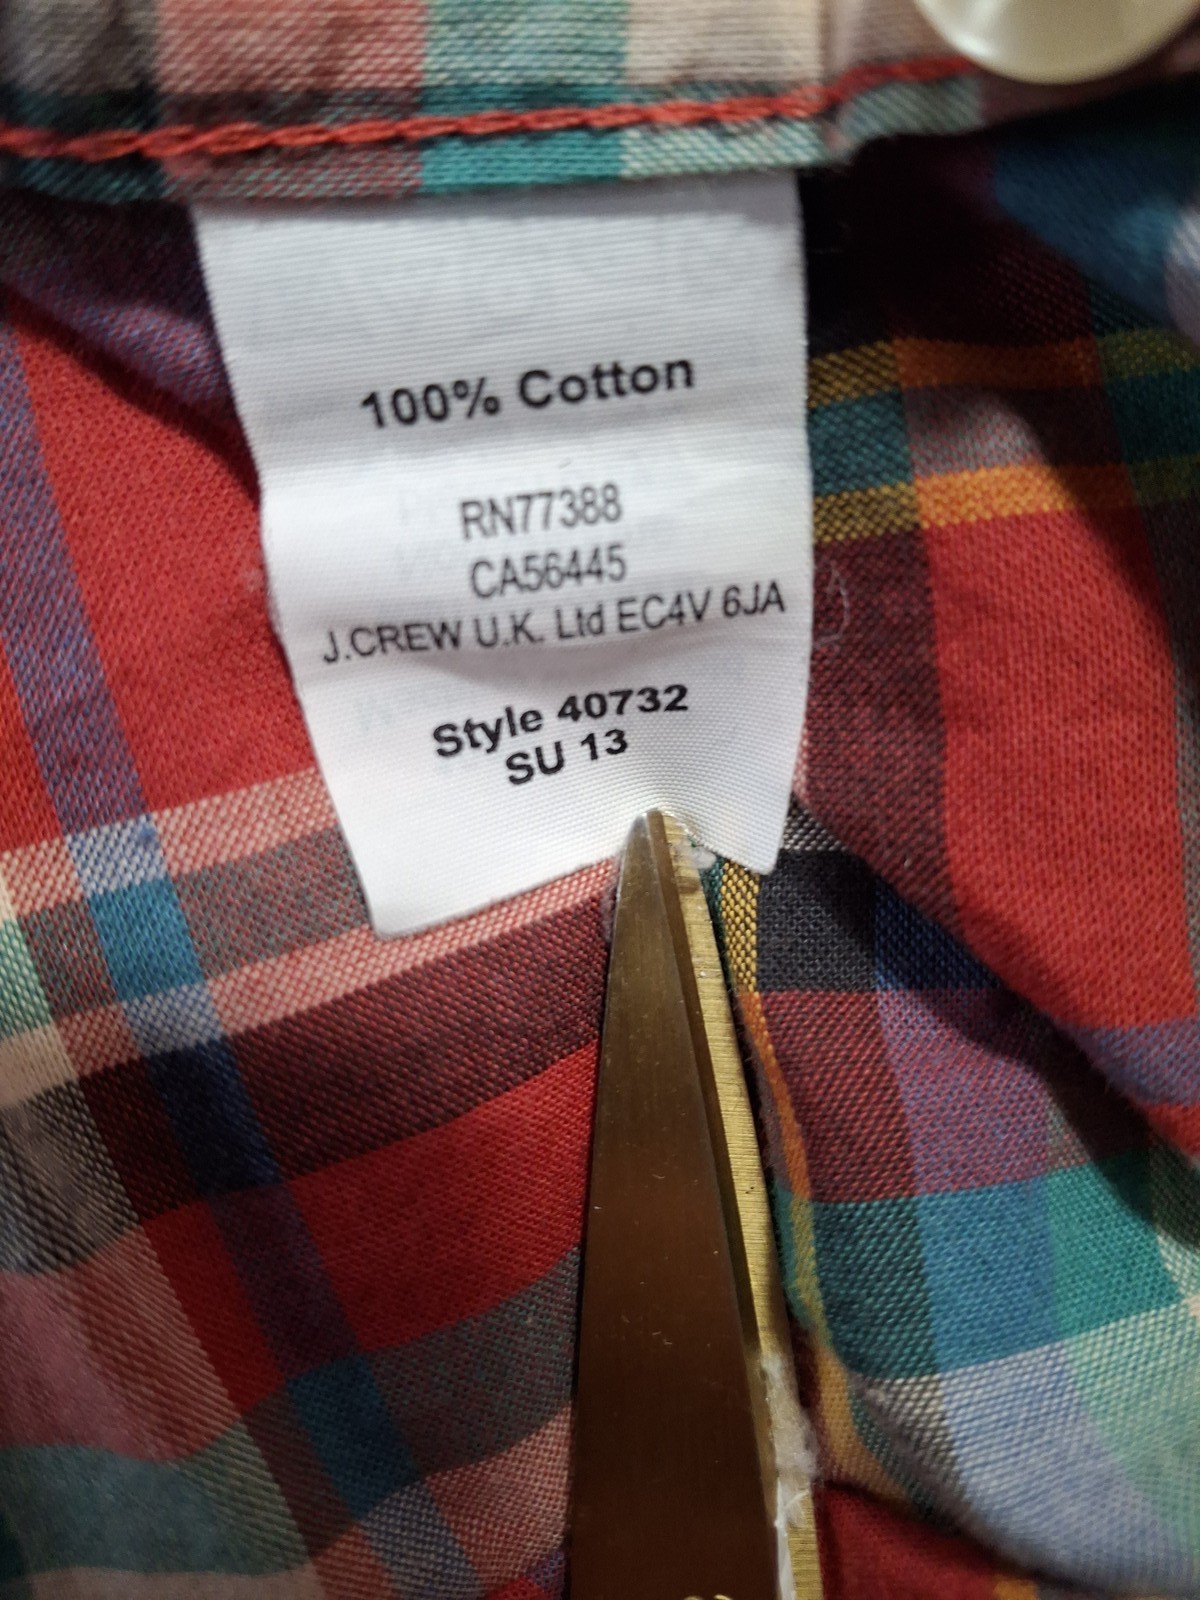 100% Cotton
RN77388
CA56445
J.CREW U.K. Ltd EC4V 6JA
Style 40732
SU 13